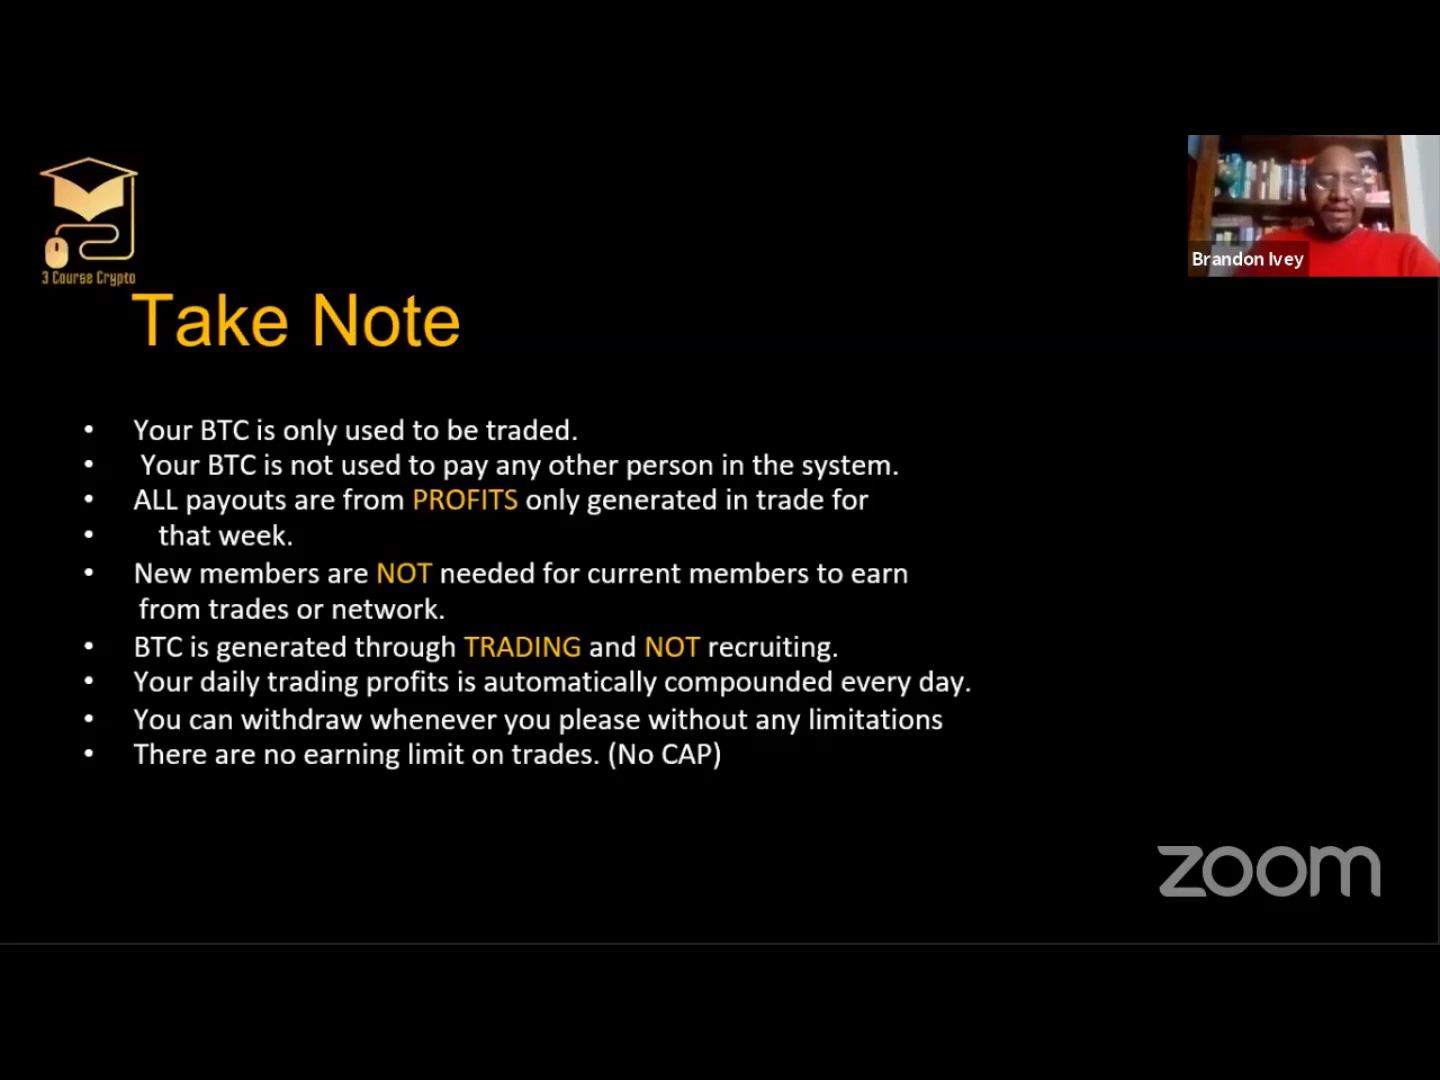 3 Course Crypto
Brandon Ivey
Take Note
• Your BTC is only used to be traded.
• Your BTC is not used to pay any other person in the system.
• ALL payouts are from PROFITS only generated in trade for
• that week.
• New members are NOT needed for current members to earn
from trades or network.
• BTC is generated through TRADING and NOT recruiting.
• Your daily trading profits is automatically compounded every day.
• You can withdraw whenever you please without any limitations
• There are no earning limit on trades. (No CAP)
zoom